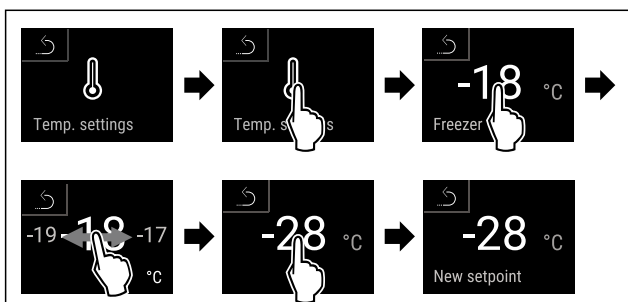 Temp. settings
Temp. s s
-18 °C
Freezer
-19 -18 -17
°C
-28 °C
-28 °C
New setpoint